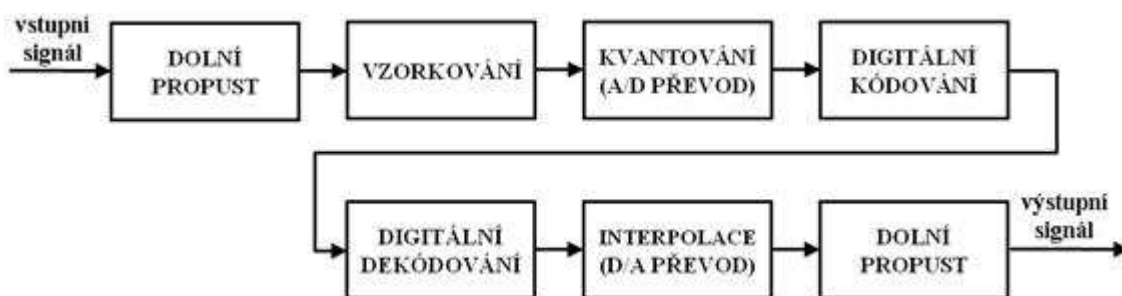 vstupní
signál
DOLNÍ
PROPUST
VZORKOVÁNÍ
KVANTOVÁNÍ
(A/D PŘEVOD)
DIGITÁLNÍ
KÓDOVÁNÍ
DIGITÁLNÍ
DEKÓDOVÁNÍ
INTERPOLACE
(D/A PŘEVOD)
DOLNÍ
PROPUST
výstupní
signál